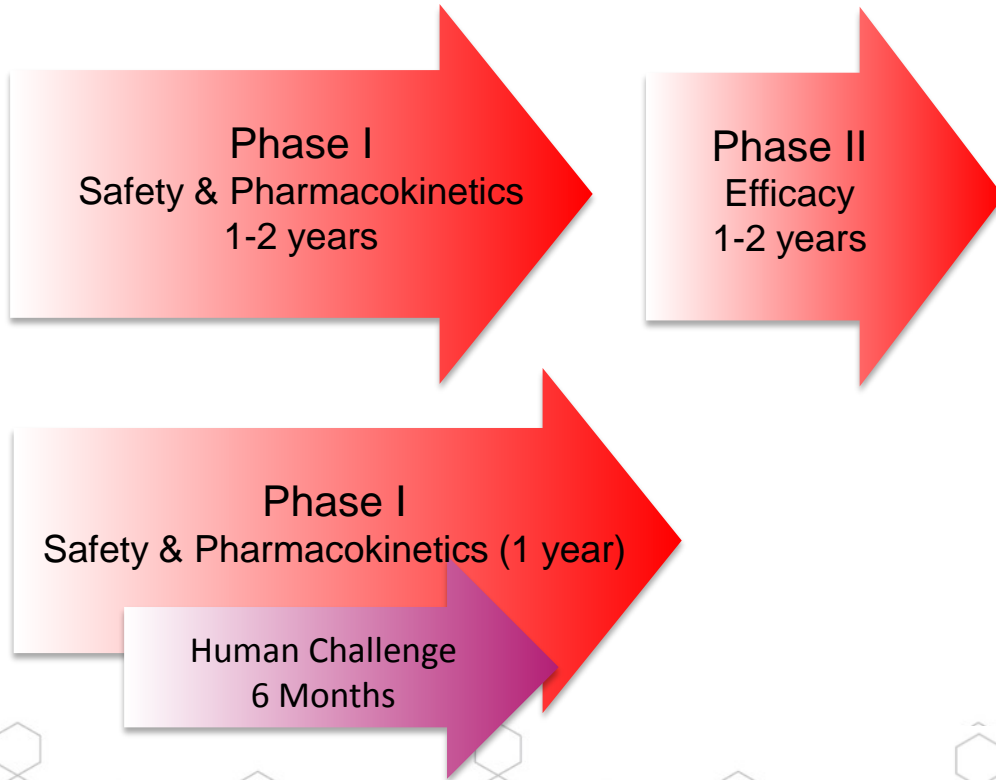 Phase I
Safety & Pharmacokinetics
1-2 years
Phase II
Efficacy
1-2 years
Phase I
Safety & Pharmacokinetics (1 year)
Human Challenge
6 Months